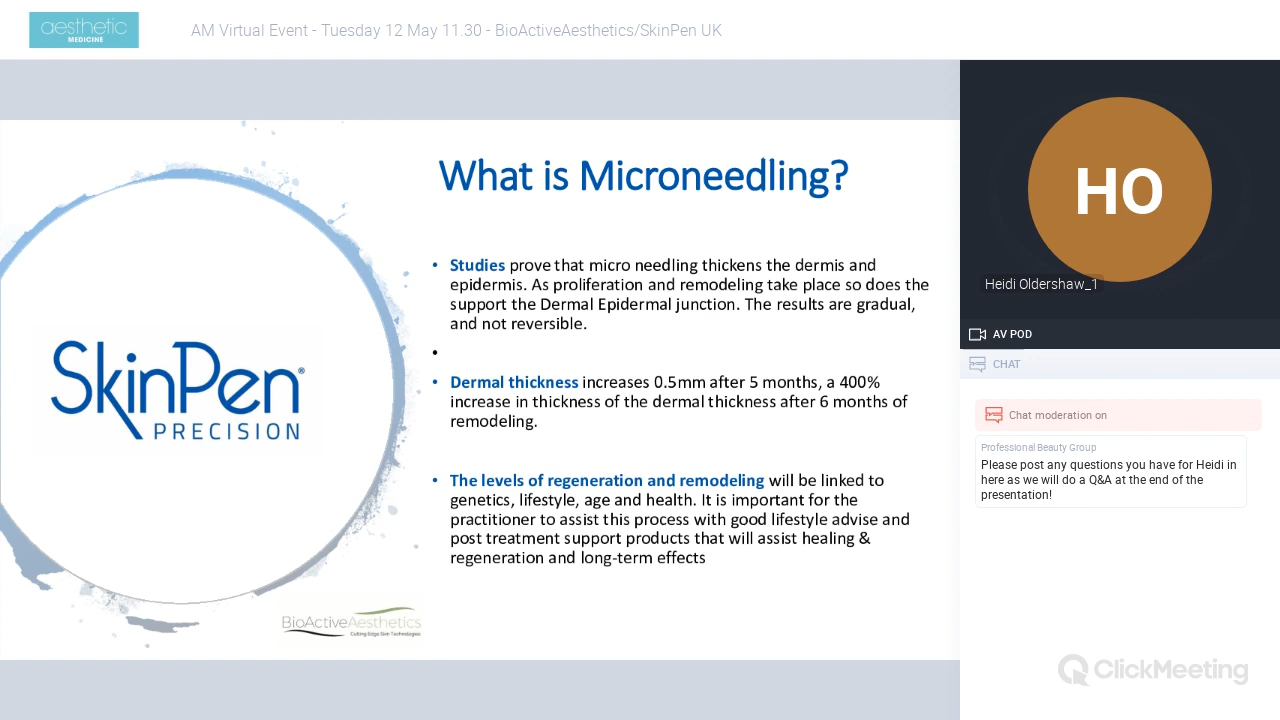 aesthetic
MEDICINE
AM Virtual Event - Tuesday 12 May 11.30 - BioActiveAesthetics/SkinPen UK
What is Microneedling?
• Studies prove that micro needling thickens the dermis and
epidermis. As proliferation and remodeling take place so does the
support the Dermal Epidermal junction. The results are gradual,
and not reversible.
•
• Dermal thickness increases 0.5mm after 5 months, a 400%
increase in thickness of the dermal thickness after 6 months of
remodeling.
• The levels of regeneration and remodeling will be linked to
genetics, lifestyle, age and health. It is important for the
practitioner to assist this process with good lifestyle advise and
post treatment support products that will assist healing &
regeneration and long-term effects
SkinPen®
PRECISION
BioActiveAesthetics
Cutting Edge Skin Technologies
HO
Heidi Oldershaw_1
AV POD
CHAT
Chat moderation on
Professional Beauty Group
Please post any questions you have for Heidi in
here as we will do a Q&A at the end of the
presentation!
ClickMeeting